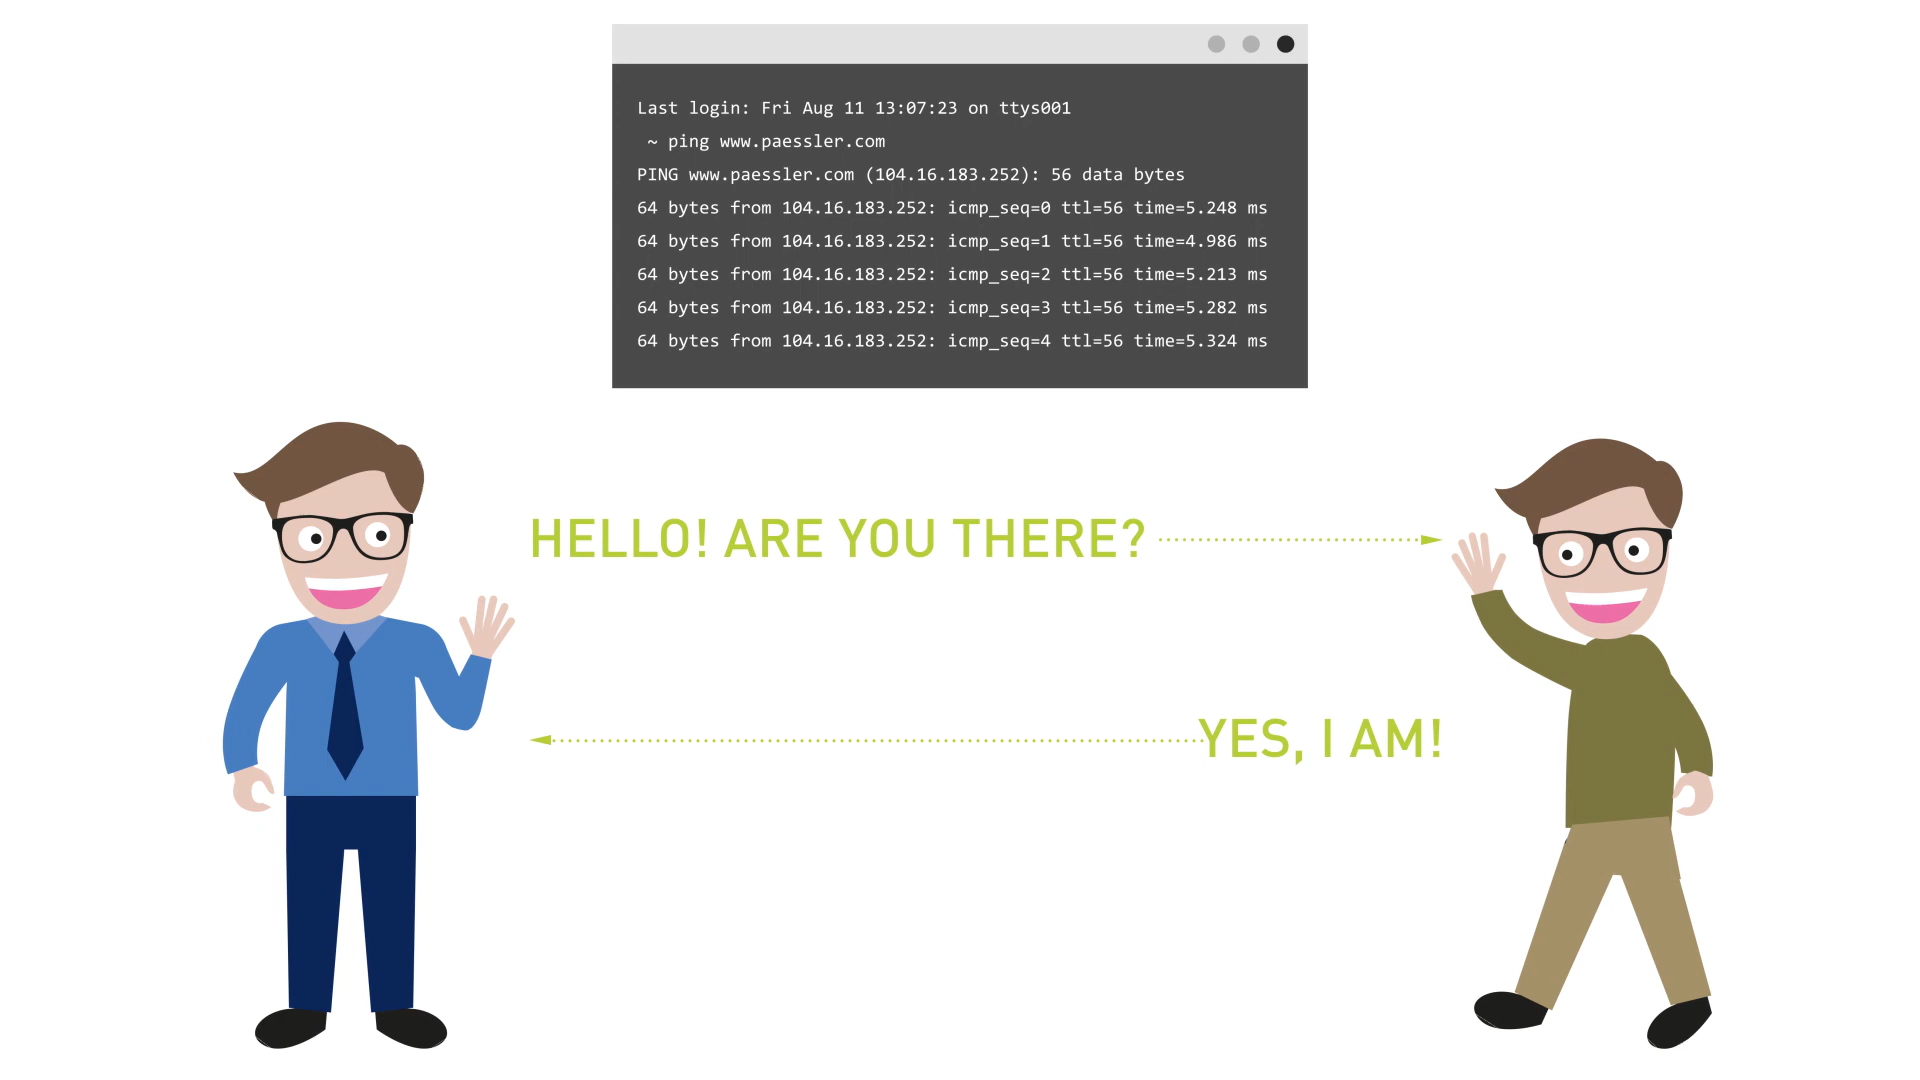 Last login: Fri Aug 11 13:07:23 on ttys001
~ ping www.paessler.com
PING www.paessler.com (104.16.183.252): 56 data bytes
64 bytes from 104.16.183.252: icmp_seq=0 ttl=56 time=5.248 ms
64 bytes from 104.16.183.252: icmp_seq=1 ttl=56 time=4.986 ms
64 bytes from 104.16.183.252: icmp_seq=2 ttl=56 time=5.213 ms
64 bytes from 104.16.183.252: icmp_seq=3 ttl=56 time=5.282 ms
64 bytes from 104.16.183.252: icmp_seq=4 ttl=56 time=5.324 ms
HELLO! ARE YOU THERE?
YES, I AM!